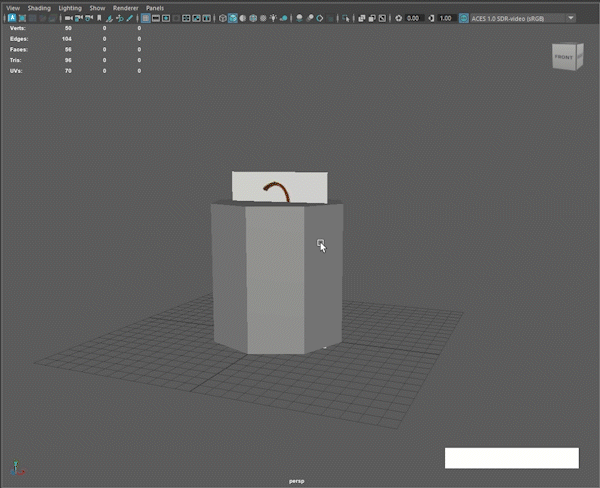 View Shading Lighting Show Renderer Panels
0.00 1.00 ACES 1.0 SDR-video (sRGB)
Verts: 50 0 0
Edges: 104 0 0
Faces: 56 0 0
Tris: 96 0 0
UVs: 70 0 0
FRONT
persp